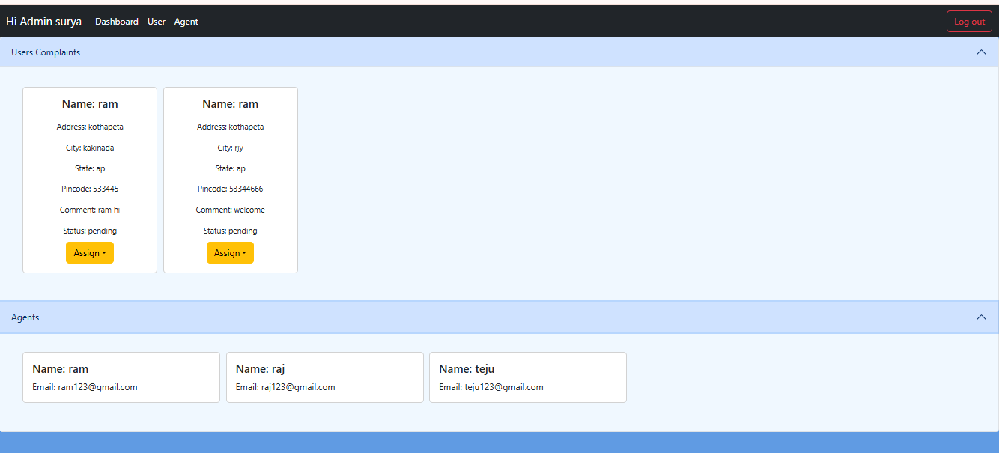 Hi Admin surya Dashboard User Agent Log out
Users Complaints
Name: ram
Address: kothapeta
City: kakinada
State: ap
Pincode: 533445
Comment: ram hi
Status: pending
Assign
Name: ram
Address: kothapeta
City: rjy
State: ap
Pincode: 53344666
Comment: welcome
Status: pending
Assign
Agents
Name: ram
Email: ram123@gmail.com
Name: raj
Email: raj123@gmail.com
Name: teju
Email: teju123@gmail.com